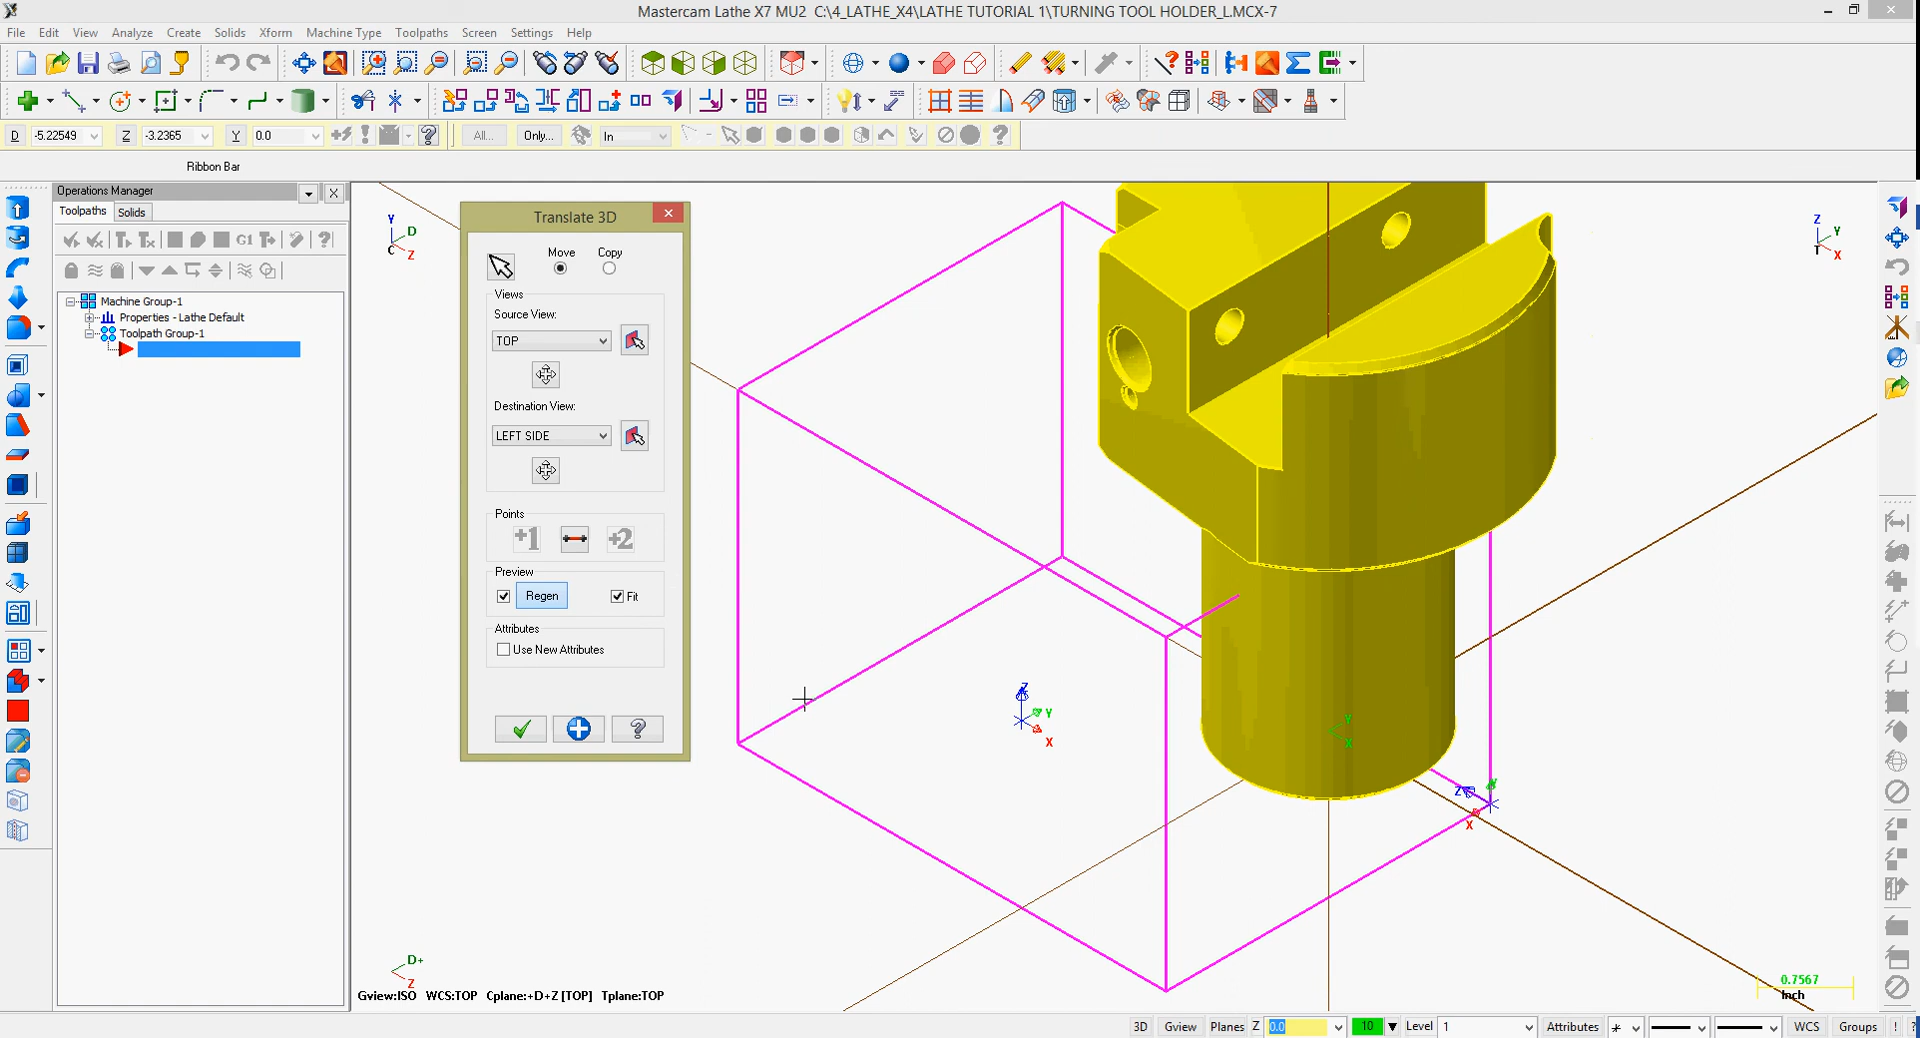 Mastercam Lathe X7 MU2  C:\4_LATHE_X4\LATHE TUTORIAL 1\TURNING TOOL HOLDER_L.MCX-7
File Edit View Analyze Create Solids Xform Machine Type Toolpaths Screen Settings Help
D -5.22549 Z -3.2365 Y 0.0 All... Only... In
Ribbon Bar
Operations Manager
Toolpaths Solids
G1
Machine Group-1
Properties - Lathe Default
Toolpath Group-1
Y D C Z
Translate 3D
Move Copy
Views
Source View:
TOP
Destination View:
LEFT SIDE
Points
+1 +2
Preview
Regen Fit
Attributes
Use New Attributes
Z Y T X
Z Y X
Y X
Z Y X
D+
Z
Gview:ISO WCS:TOP Cplane:+D+Z [TOP] Tplane:TOP
0.7567
Inch
3D Gview Planes Z 0.0 10 Level 1 Attributes WCS Groups ! ?